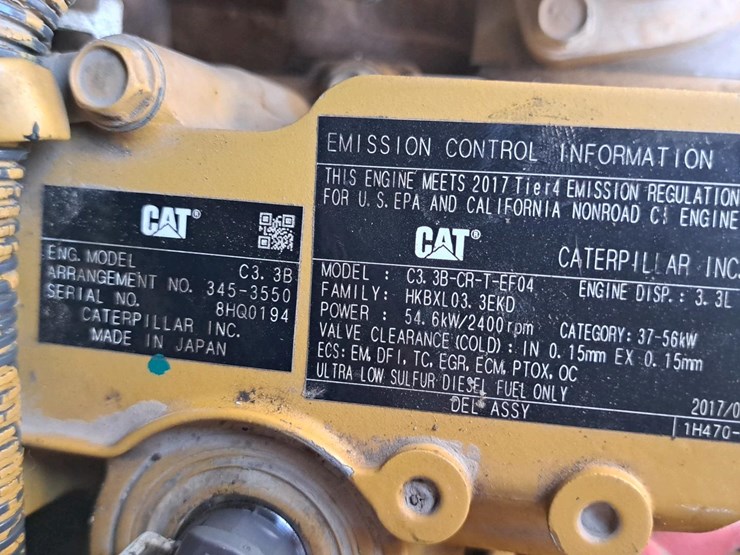 CAT®
ENG. MODEL C3. 3B
ARRANGEMENT NO. 345-3550
SERIAL NO. 8HQ0194
CATERPILLAR INC.
MADE IN JAPAN
EMISSION CONTROL INFORMATION
THIS ENGINE MEETS 2017 Tier4 EMISSION REGULATION
FOR U. S. EPA AND CALIFORNIA NONROAD CI ENGINE
CAT® CATERPILLAR INC.
MODEL : C3. 3B-CR-T-EF04 ENGINE DISP. : 3. 3L
FAMILY: HKBXL03. 3EKD
POWER : 54. 6kW/2400rpm CATEGORY: 37-56kW
VALVE CLEARANCE (COLD) : IN 0. 15mm EX 0. 15mm
ECS: EM, DFI, TC, EGR, ECM, PTOX, OC
ULTRA LOW SULFUR DIESEL FUEL ONLY
DEL ASSY 2017/0
1H470-